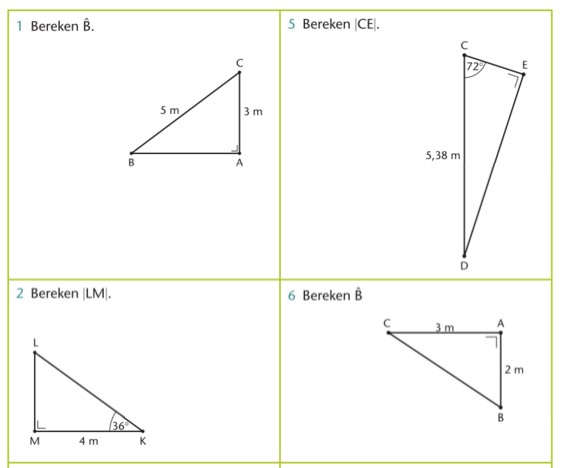 1 Bereken B̂.
C
5 m
3 m
B
A
5 Bereken |CE|.
C
72°
E
5,38 m
D
2 Bereken |LM|.
L
36°
M
4 m
K
6 Bereken B̂
C
3 m
A
2 m
B